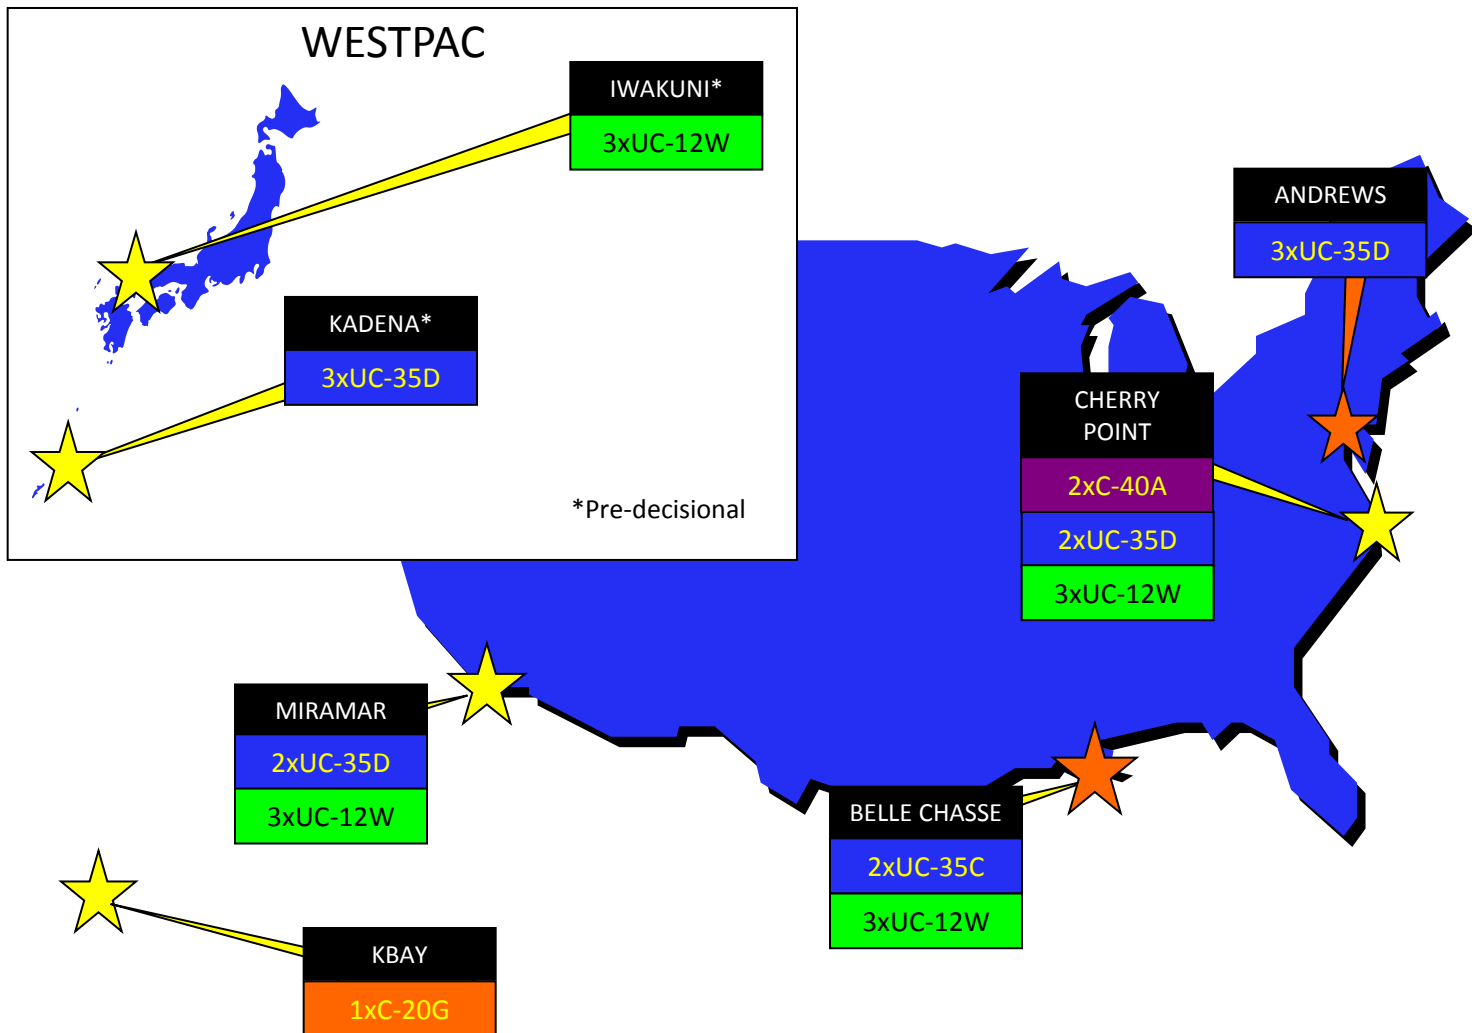 WESTPAC
IWAKUNI*
3xUC-12W
KADENA*
3xUC-35D
*Pre-decisional
ANDREWS
3xUC-35D
CHERRY
POINT
2xC-40A
2xUC-35D
3xUC-12W
MIRAMAR
2xUC-35D
3xUC-12W
BELLE CHASSE
2xUC-35C
3xUC-12W
KBAY
1xC-20G